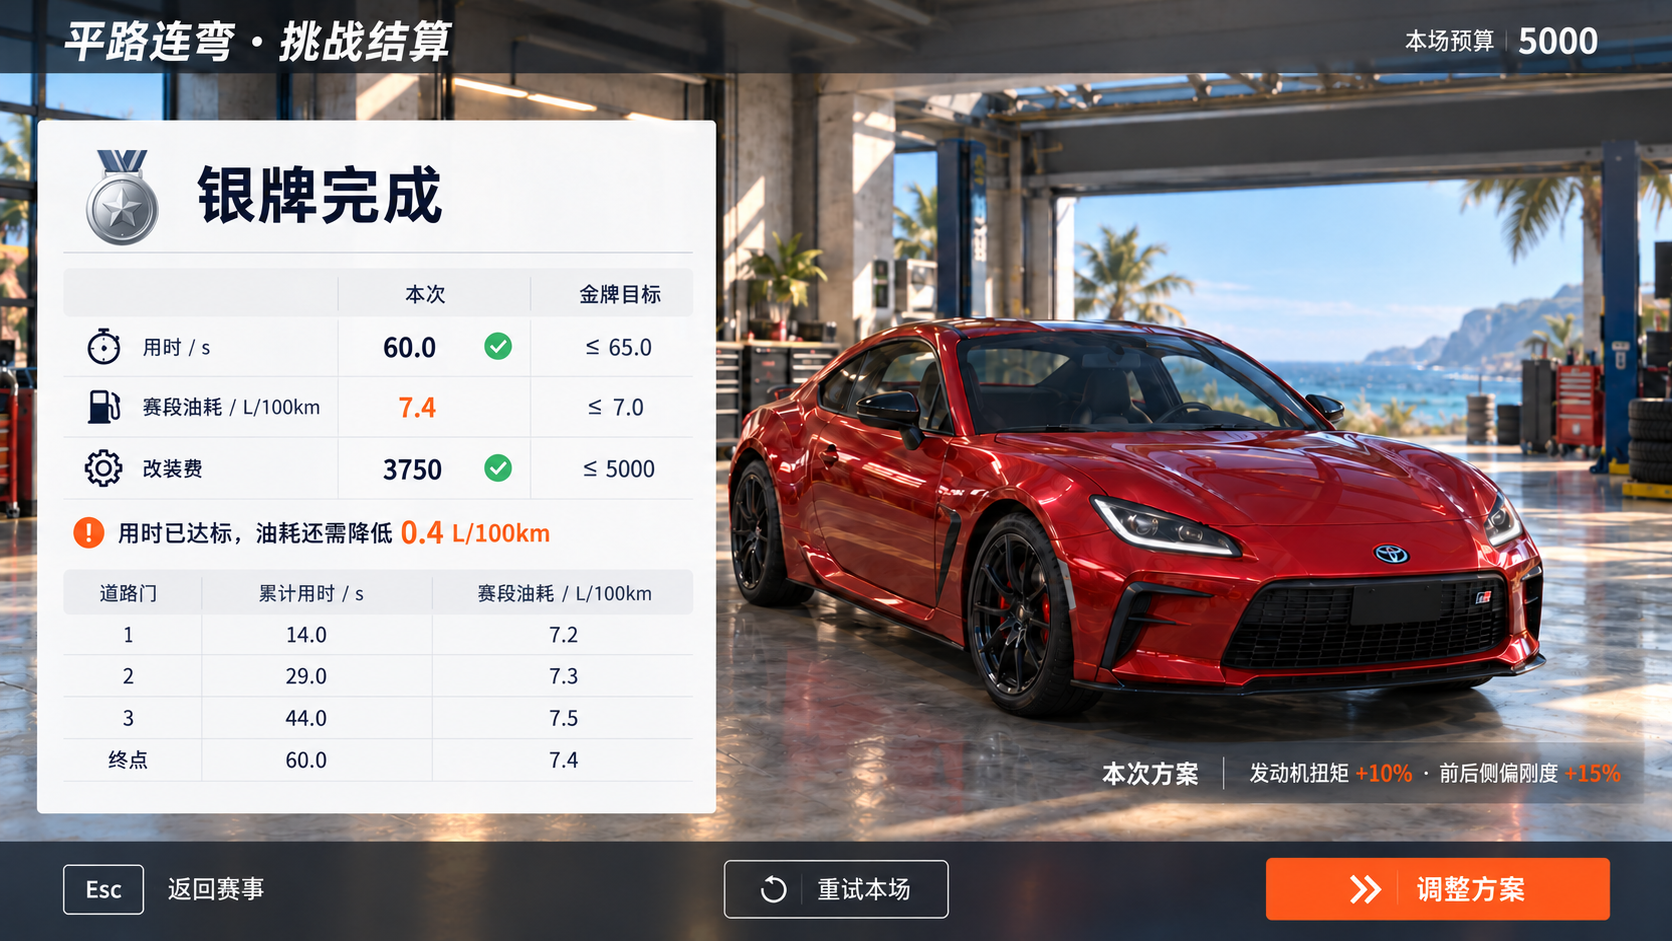 平路连弯·挑战结算
本场预算 5000
银牌完成
本次 金牌目标
用时 / s 60.0 ≤ 65.0
赛段油耗 / L/100km 7.4 ≤ 7.0
改装费 3750 ≤ 5000
! 用时已达标，油耗还需降低 0.4 L/100km
道路门 累计用时 / s 赛段油耗 / L/100km
1 14.0 7.2
2 29.0 7.3
3 44.0 7.5
终点 60.0 7.4
GR
本次方案 发动机扭矩 +10% · 前后侧偏刚度 +15%
Esc 返回赛事
重试本场
调整方案